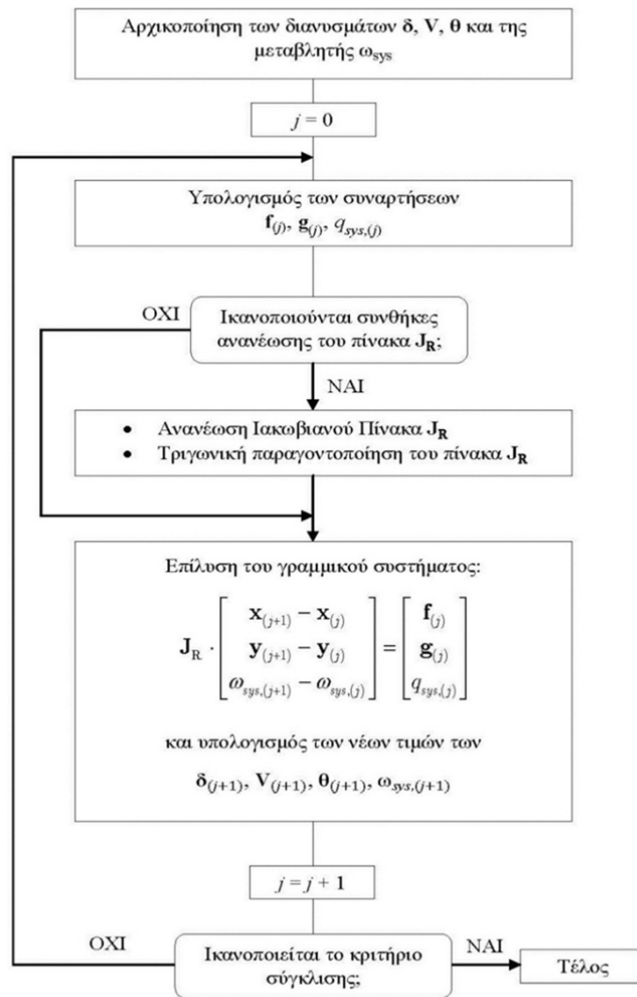 Αρχικοποίηση των διανυσμάτων δ, V, θ και της
μεταβλητής ω_sys
j = 0
Υπολογισμός των συναρτήσεων
f_(j), g_(j), q_sys,(j)
ΟΧΙ
Ικανοποιούνται συνθήκες
ανανέωσης του πίνακα J_R;
ΝΑΙ
• Ανανέωση Ιακωβιανού Πίνακα J_R
• Τριγωνική παραγοντοποίηση του πίνακα J_R
Επίλυση του γραμμικού συστήματος:
x_(j+1) − x_(j) f_(j)
J_R · y_(j+1) − y_(j) = g_(j)
ω_sys,(j+1) − ω_sys,(j) q_sys,(j)
και υπολογισμός των νέων τιμών των
δ_(j+1), V_(j+1), θ_(j+1), ω_sys,(j+1)
j = j + 1
ΟΧΙ
Ικανοποιείται το κριτήριο
σύγκλισης;
ΝΑΙ
Τέλος